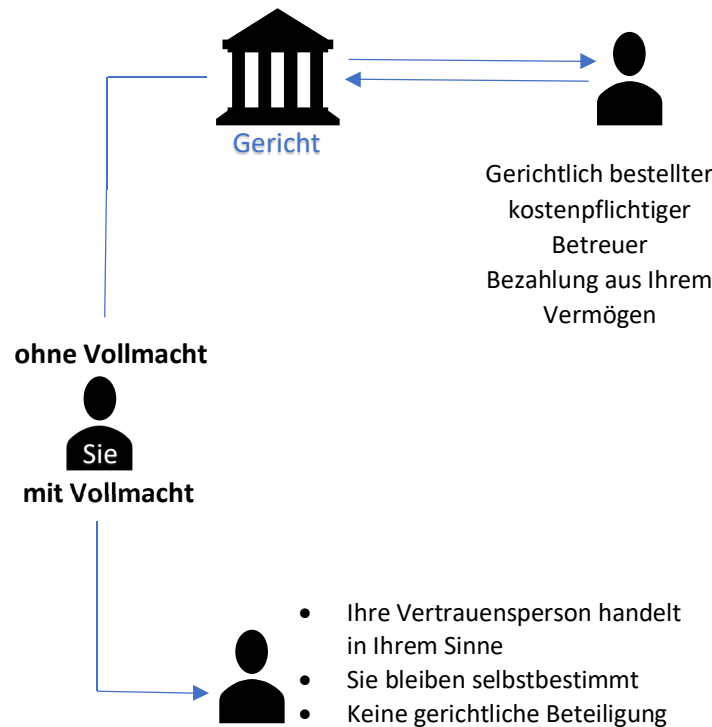 Gericht
Gerichtlich bestellter
kostenpflichtiger
Betreuer
Bezahlung aus Ihrem
Vermögen
ohne Vollmacht
Sie
mit Vollmacht
• Ihre Vertrauensperson handelt
in Ihrem Sinne
• Sie bleiben selbstbestimmt
• Keine gerichtliche Beteiligung